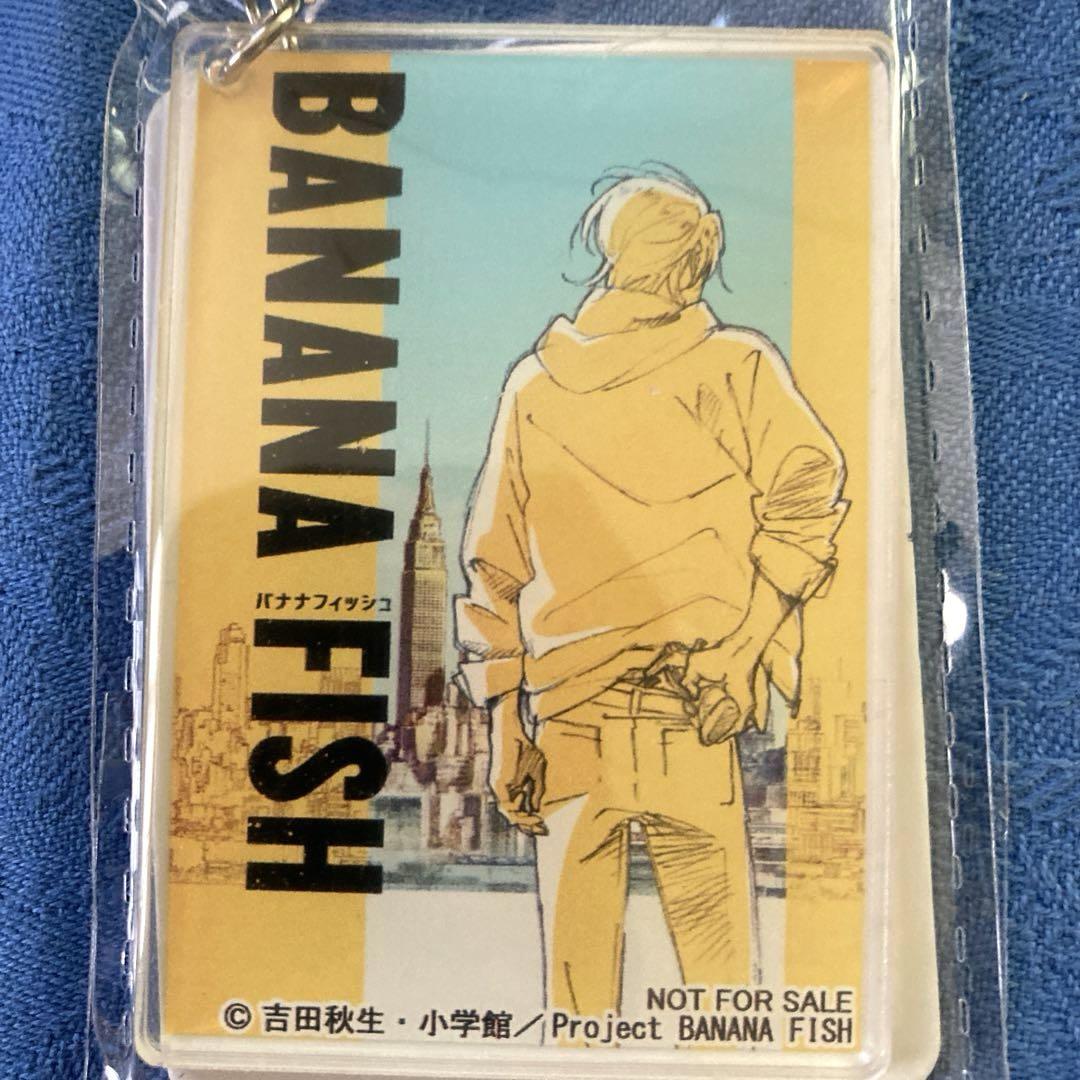 BANANA FISH
バナナフィッシュ
NOT FOR SALE
© 吉田秋生・小学館／Project BANANA FISH